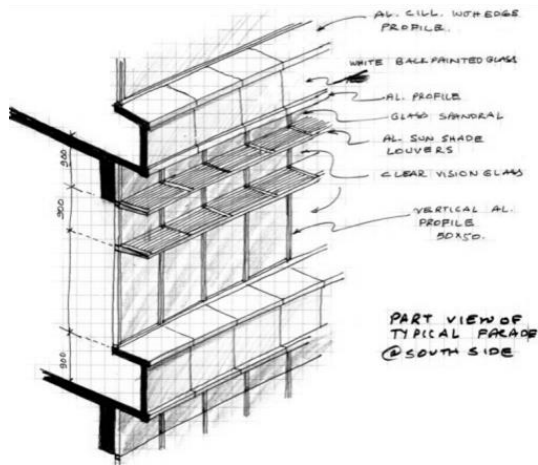 AL. CILL. WITH EDGE
PROFILE.
WHITE BACK PAINTED GLASS
AL. PROFILE
GLASS SPANDRAL
AL. SUN SHADE
LOUVERS
CLEAR VISION GLASS
VERTICAL AL.
PROFILE
50X50.
900
900
900
PART VIEW OF
TYPICAL FACADE
@ SOUTH SIDE